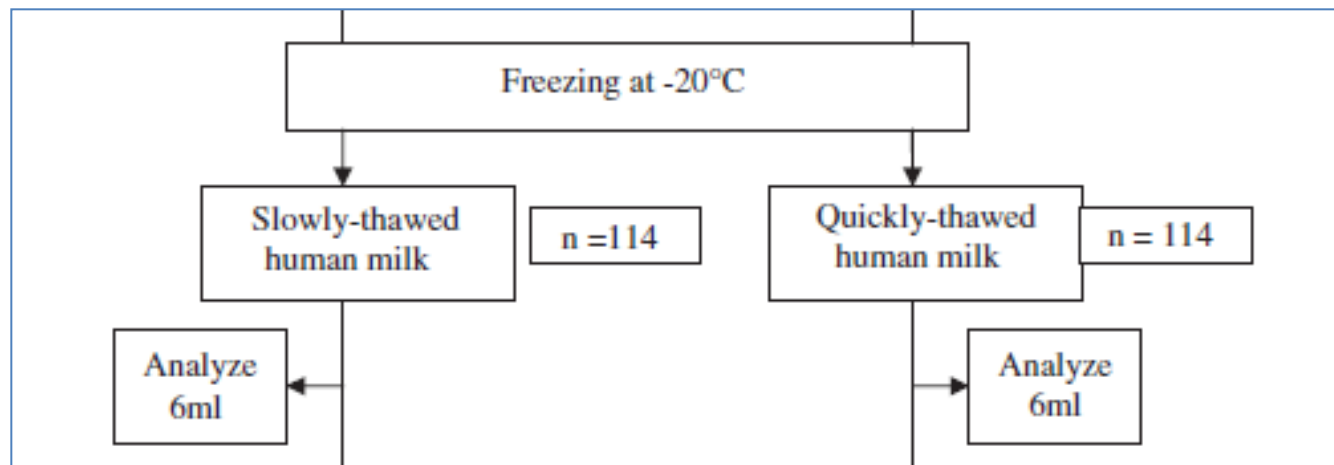 Freezing at -20°C
Slowly-thawed
human milk
n =114
Quickly-thawed
human milk
n = 114
Analyze
6ml
Analyze
6ml